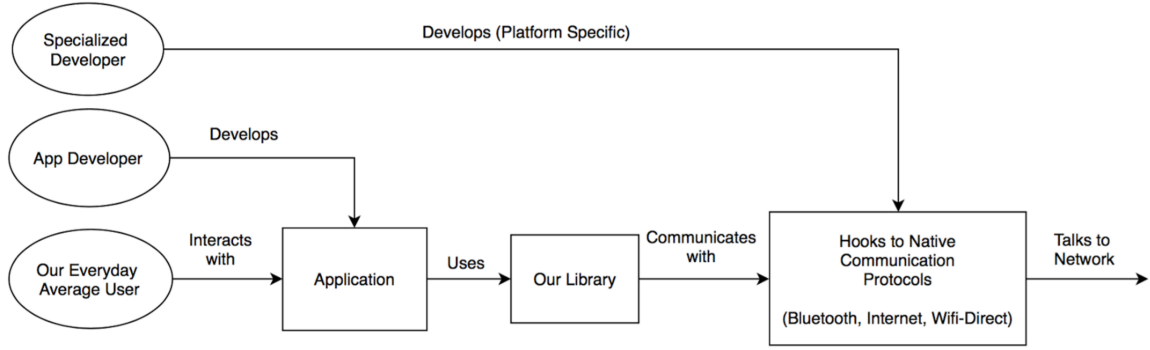 Specialized
Developer
Develops (Platform Specific)
App Developer
Develops
Our Everyday
Average User
Interacts
with
Application
Uses
Our Library
Communicates
with
Hooks to Native
Communication
Protocols
(Bluetooth, Internet, Wifi-Direct)
Talks to
Network